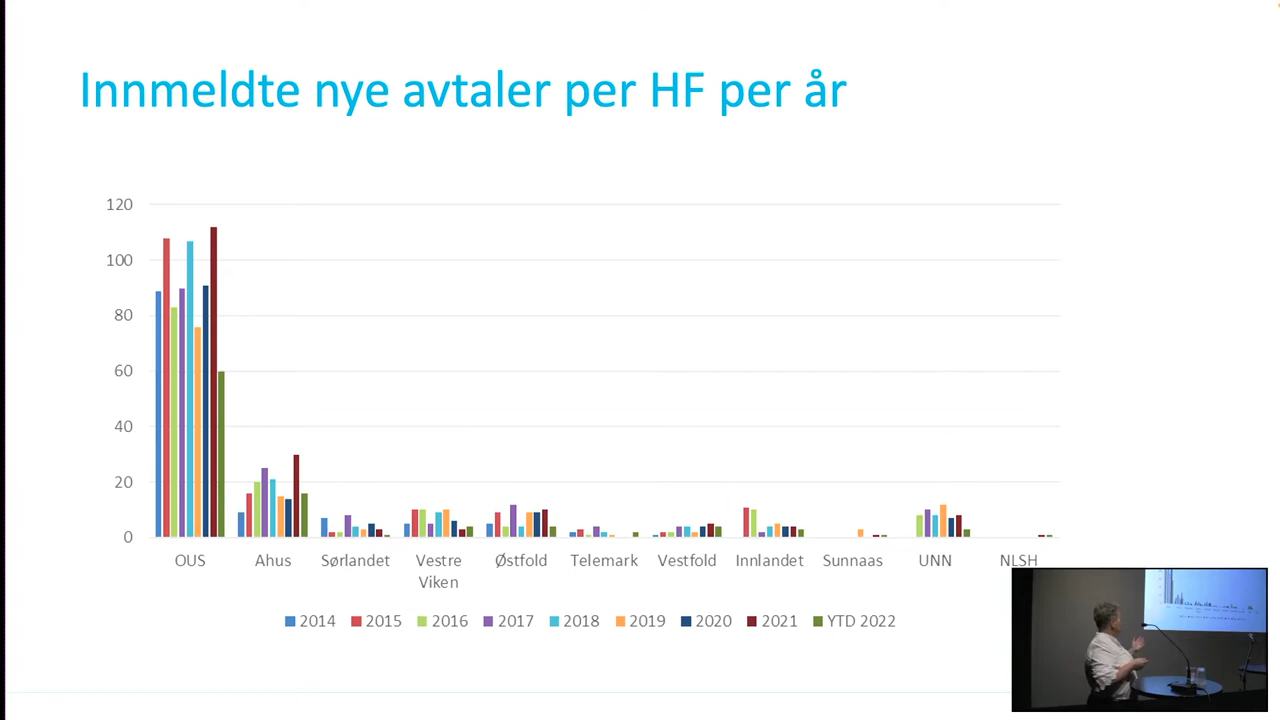 Innmeldte nye avtaler per HF per år
120
100
80
60
40
20
0
OUS Ahus Sørlandet Vestre Viken Østfold Telemark Vestfold Innlandet Sunnaas UNN NLSH
2014 2015 2016 2017 2018 2019 2020 2021 YTD 2022